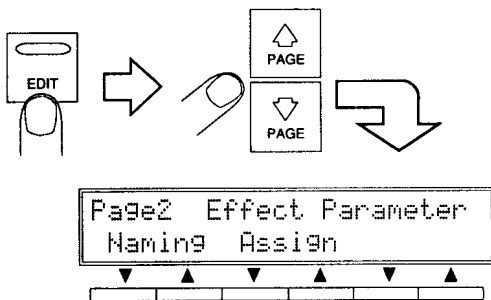 EDIT
PAGE
PAGE
Page2 Effect Parameter
Naming Assign